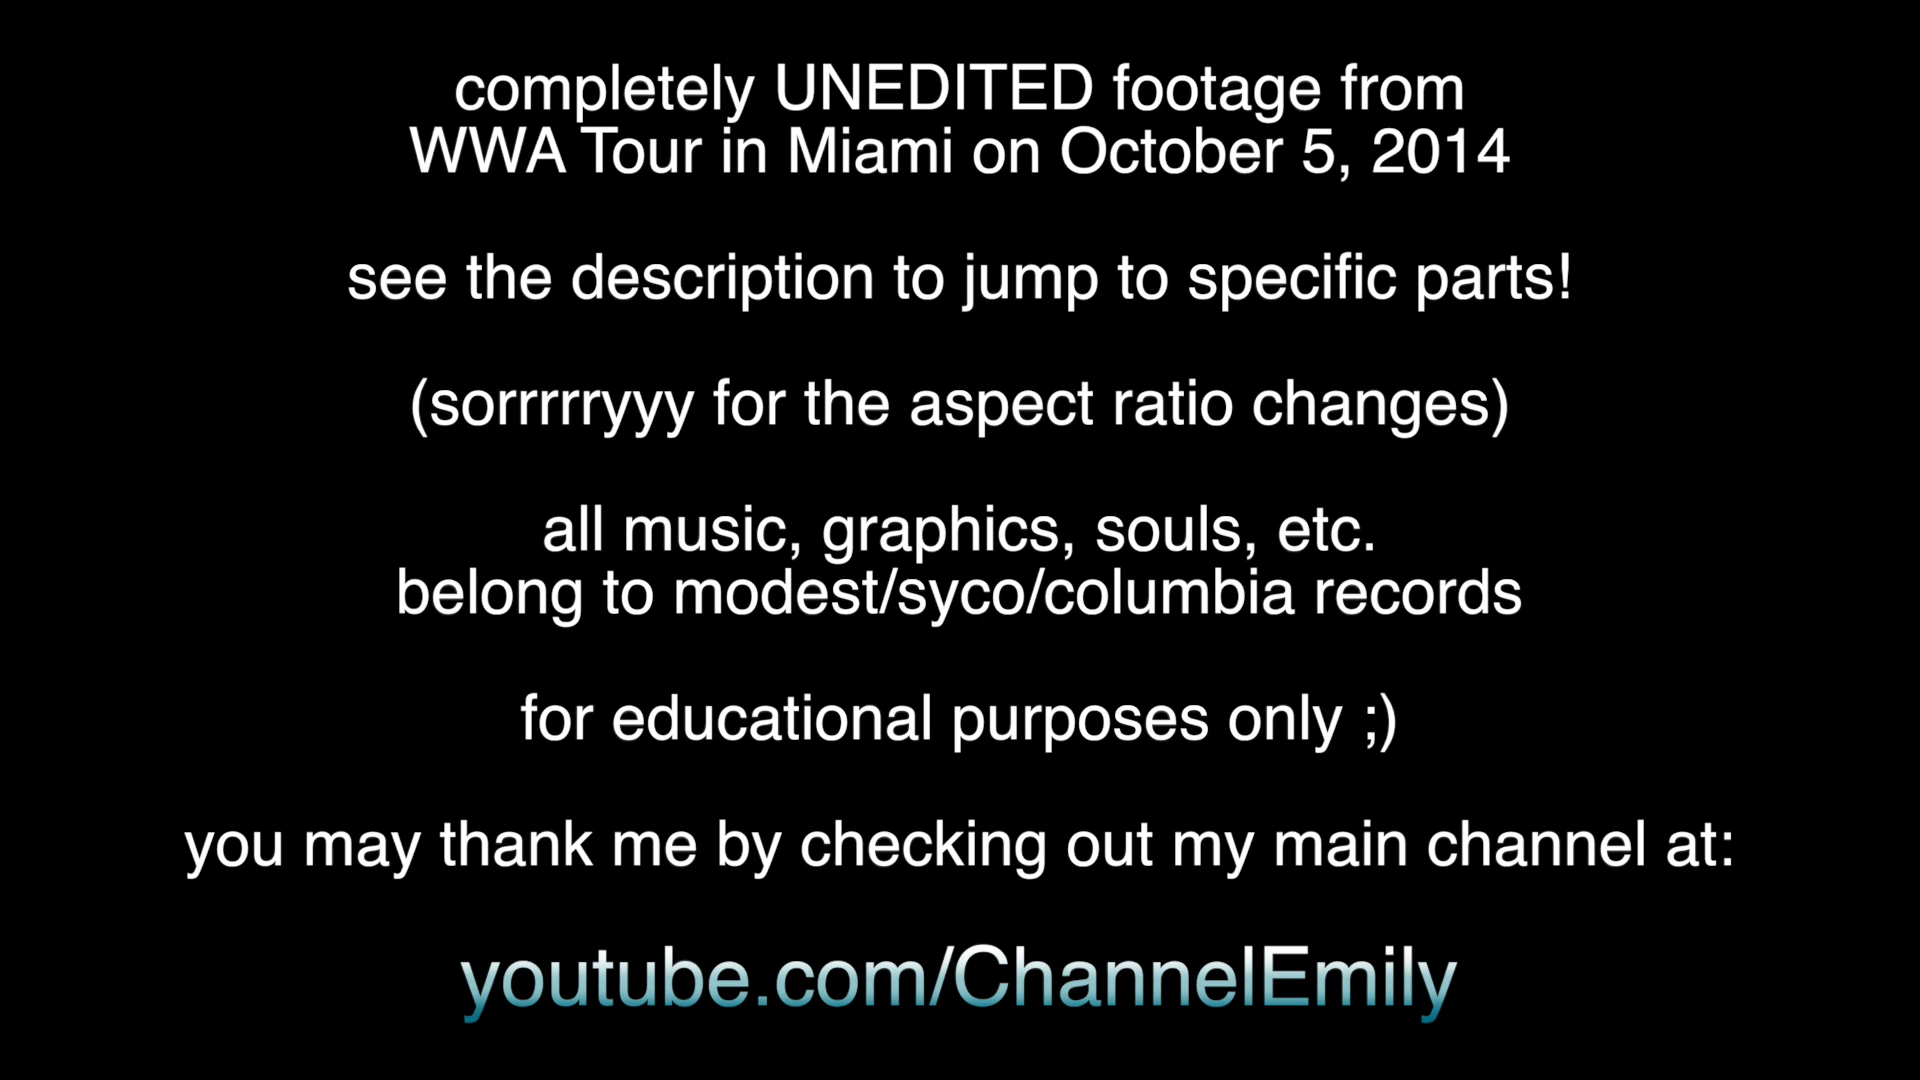 completely UNEDITED footage from
WWA Tour in Miami on October 5, 2014
see the description to jump to specific parts!
(sorrrrryyy for the aspect ratio changes)
all music, graphics, souls, etc.
belong to modest/syco/columbia records
for educational purposes only ;)
you may thank me by checking out my main channel at:
youtube.com/ChannelEmily